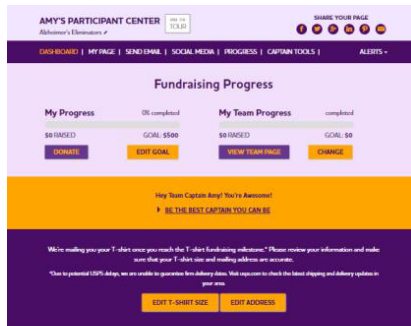 AMY'S PARTICIPANT CENTER
TOUR
SHARE YOUR PAGE
Alzheimer's Eliminators
DASHBOARD | MY PAGE | SEND EMAIL | SOCIAL MEDIA | PROGRESS | CAPTAIN TOOLS | ALERTS
Fundraising Progress
My Progress 0% completed
My Team Progress completed
$0 RAISED GOAL: $500
$0 RAISED GOAL: $0
DONATE EDIT GOAL
VIEW TEAM PAGE CHANGE
Hey Team Captain Amy! You're Awesome!
BE THE BEST CAPTAIN YOU CAN BE
We're mailing you your T-shirt once you reach the T-shirt fundraising milestone.* Please review your information and make
sure that your T-shirt size and mailing address are accurate.
*Due to potential USPS delays, we are unable to guarantee firm delivery dates. Visit usps.com to check the latest shipping and delivery updates in
your area.
EDIT T-SHIRT SIZE EDIT ADDRESS